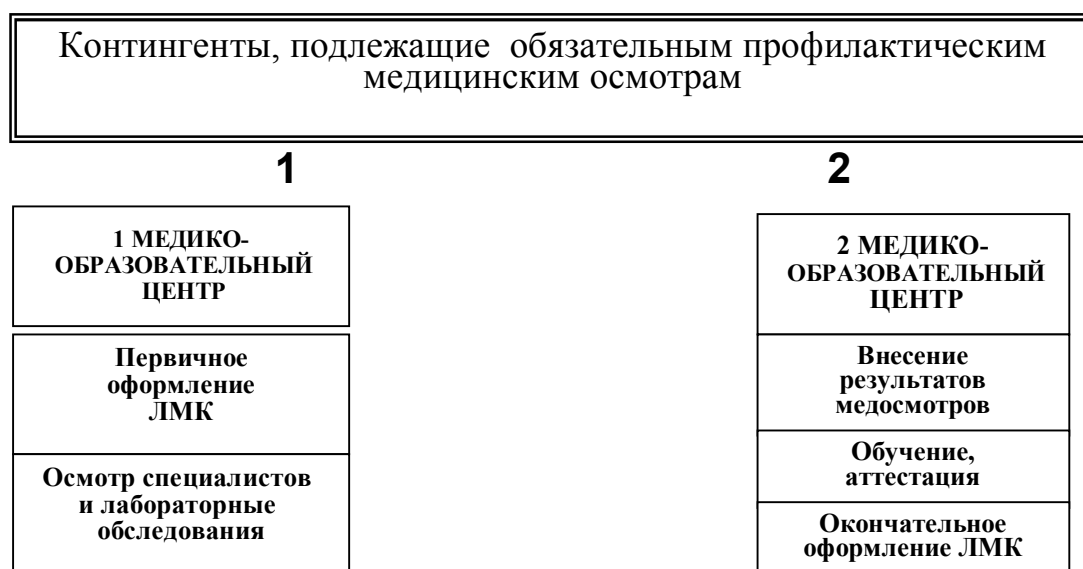 Контингенты, подлежащие обязательным профилактическим
медицинским осмотрам
1
2
1 МЕДИКО-
ОБРАЗОВАТЕЛЬНЫЙ
ЦЕНТР
Первичное
оформление
ЛМК
Осмотр специалистов
и лабораторные
обследования
2 МЕДИКО-
ОБРАЗОВАТЕЛЬНЫЙ
ЦЕНТР
Внесение
результатов
медосмотров
Обучение,
аттестация
Окончательное
оформление ЛМК